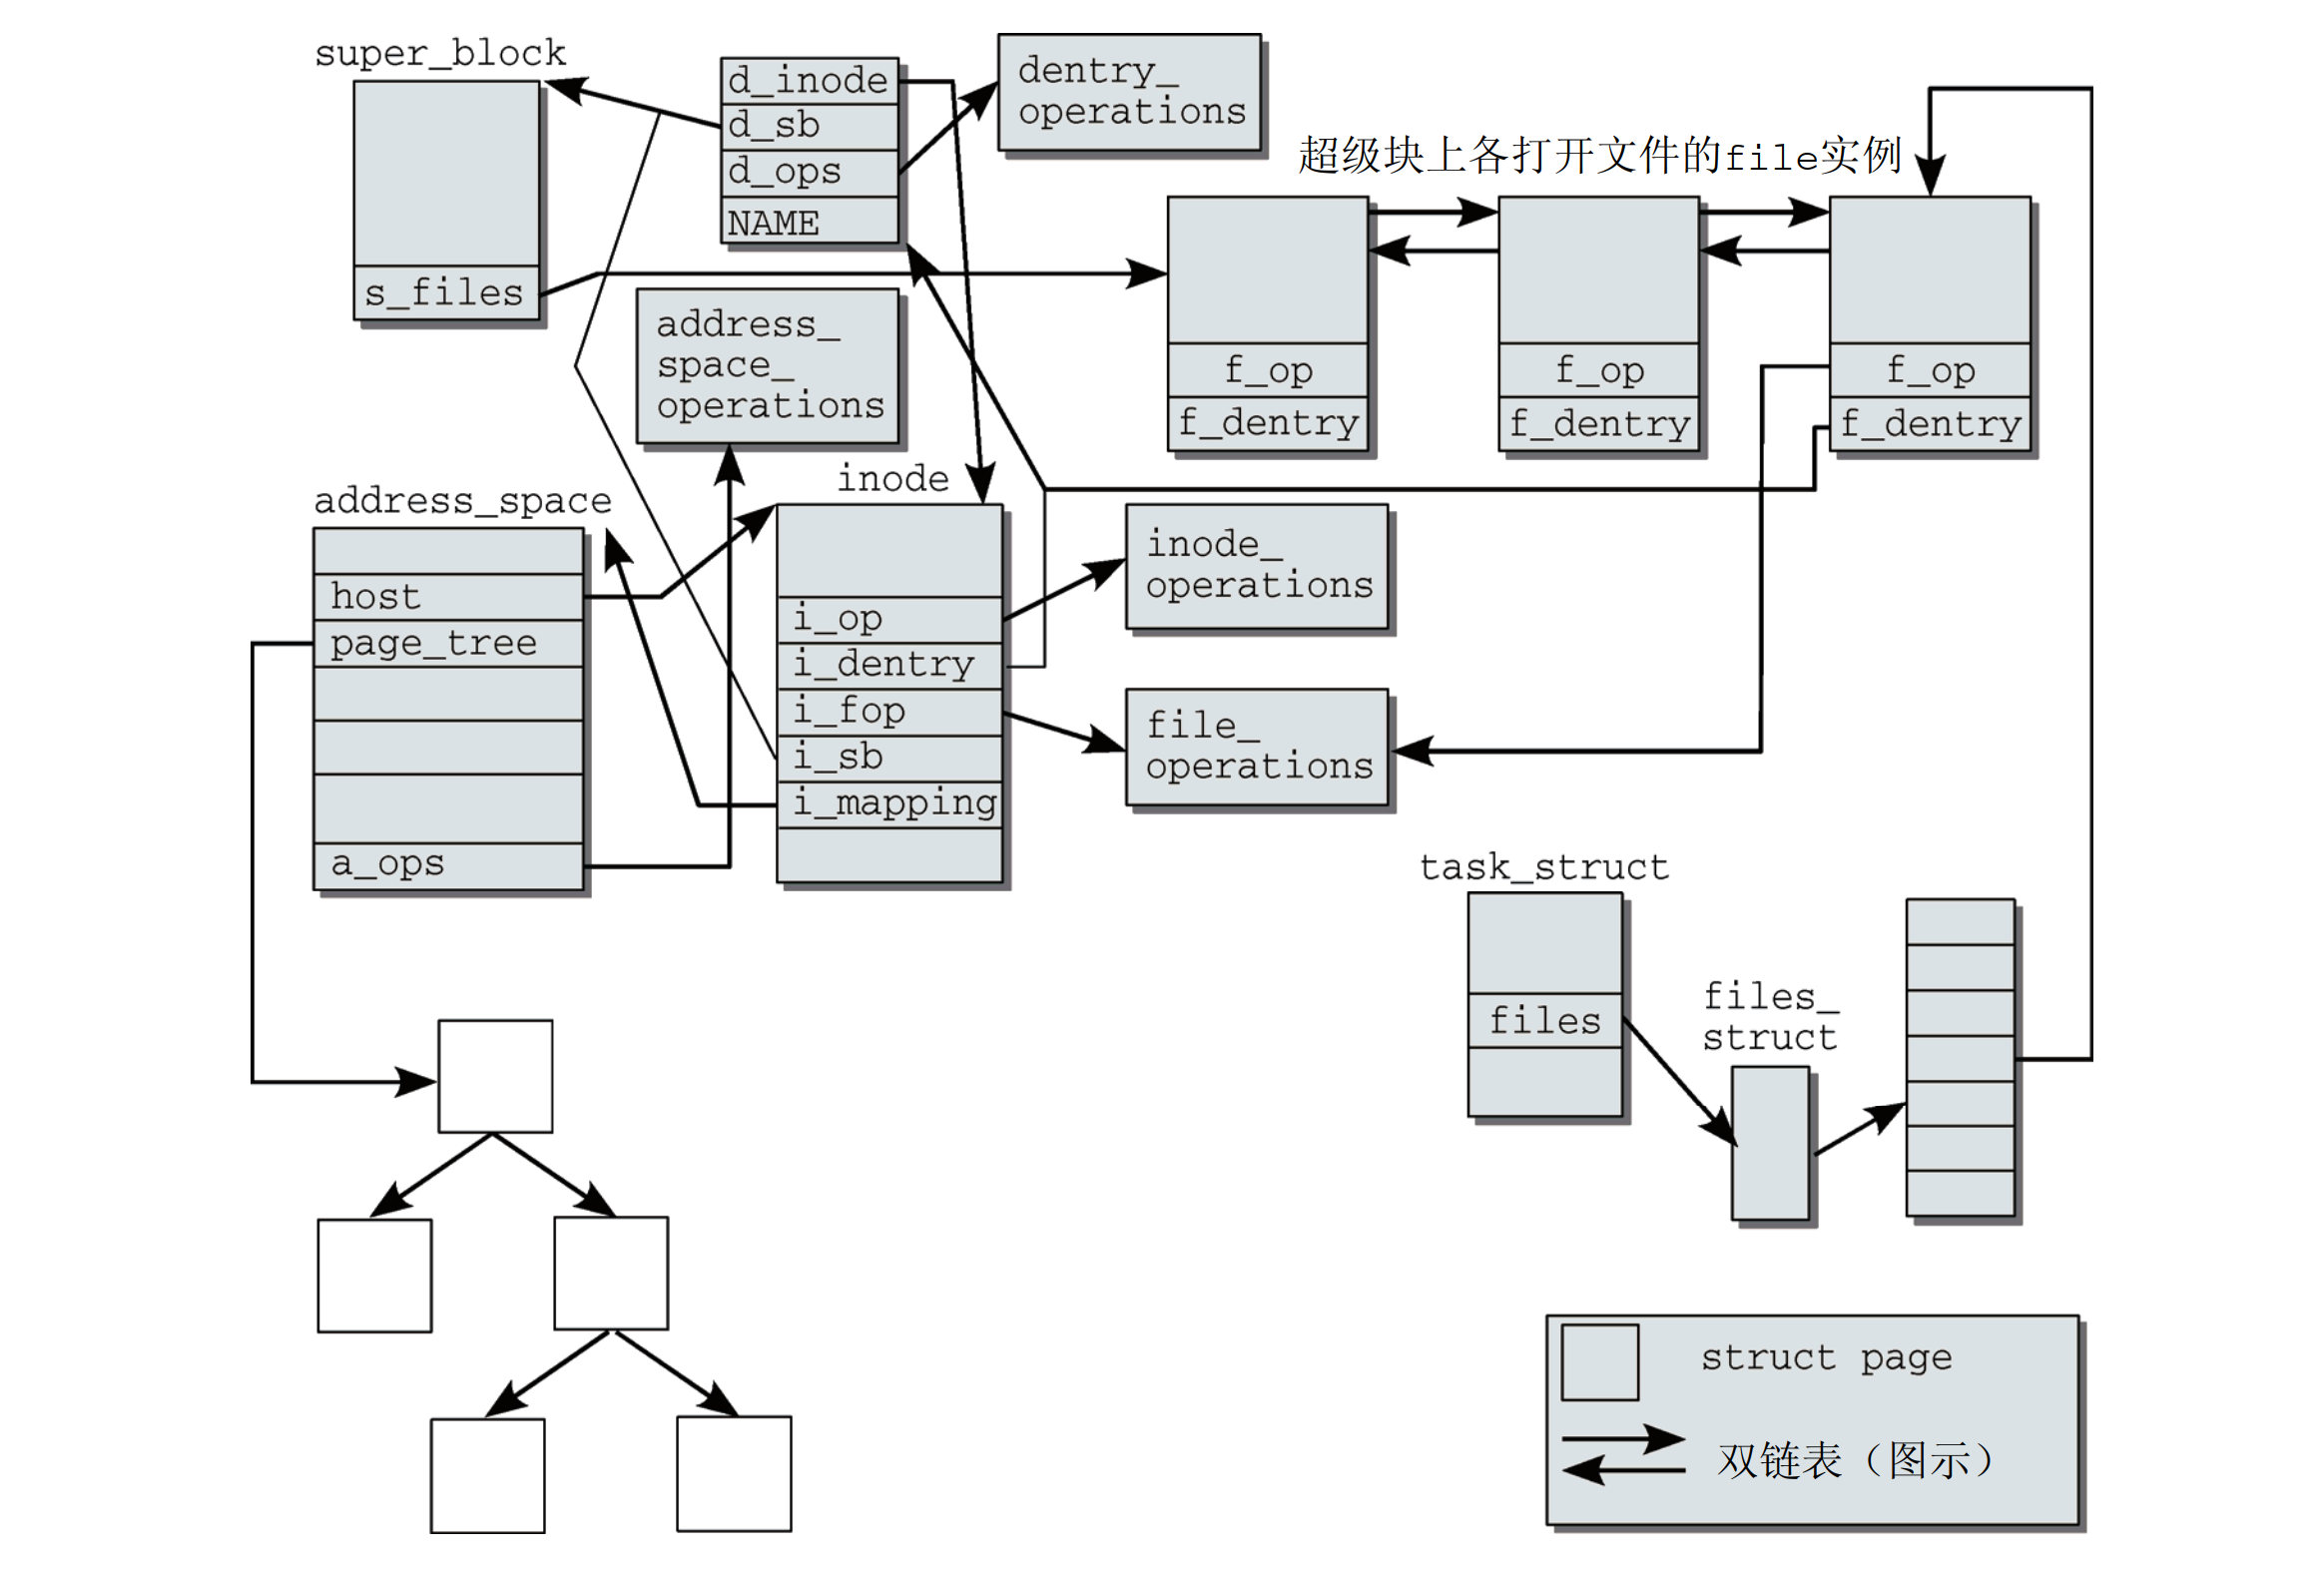 super_block
s_files
d_inode
d_sb
d_ops
NAME
dentry_
operations
超级块上各打开文件的file实例
f_op
f_dentry
f_op
f_dentry
f_op
f_dentry
address_
space_
operations
address_space
host
page_tree
a_ops
inode
i_op
i_dentry
i_fop
i_sb
i_mapping
inode_
operations
file_
operations
task_struct
files
files_
struct
struct page
双链表（图示）